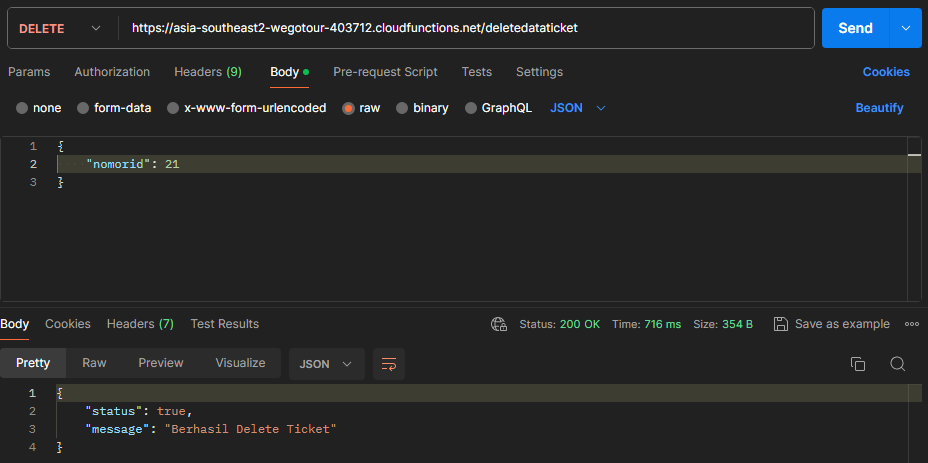 DELETE https://asia-southeast2-wegotour-403712.cloudfunctions.net/deletedataticket Send
Params Authorization Headers (9) Body Pre-request Script Tests Settings Cookies
none form-data x-www-form-urlencoded raw binary GraphQL JSON Beautify
1 {
2 "nomorid": 21
3 }
Body Cookies Headers (7) Test Results Status: 200 OK Time: 716 ms Size: 354 B Save as example
Pretty Raw Preview Visualize JSON
1 {
2 "status": true,
3 "message": "Berhasil Delete Ticket"
4 }